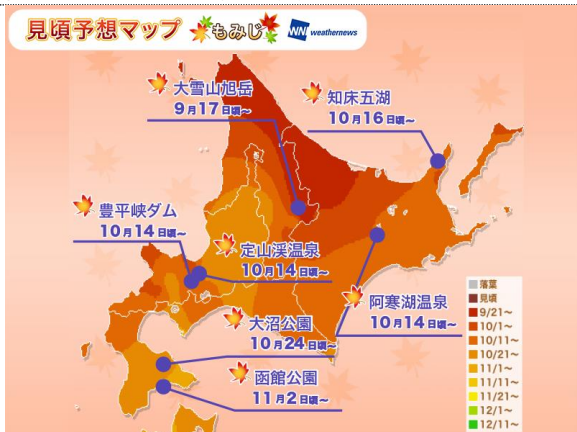 見頃予想マップ もみじ weathernews
大雪山旭岳
9月17日頃~
知床五湖
10月16日頃~
豊平峡ダム
10月14日頃~
定山渓温泉
10月14日頃~
阿寒湖温泉
10月14日頃~
大沼公園
10月24日頃~
函館公園
11月2日頃~
落葉
見頃
9/21~
10/1~
10/11~
10/21~
11/1~
11/11~
11/21~
12/1~
12/11~